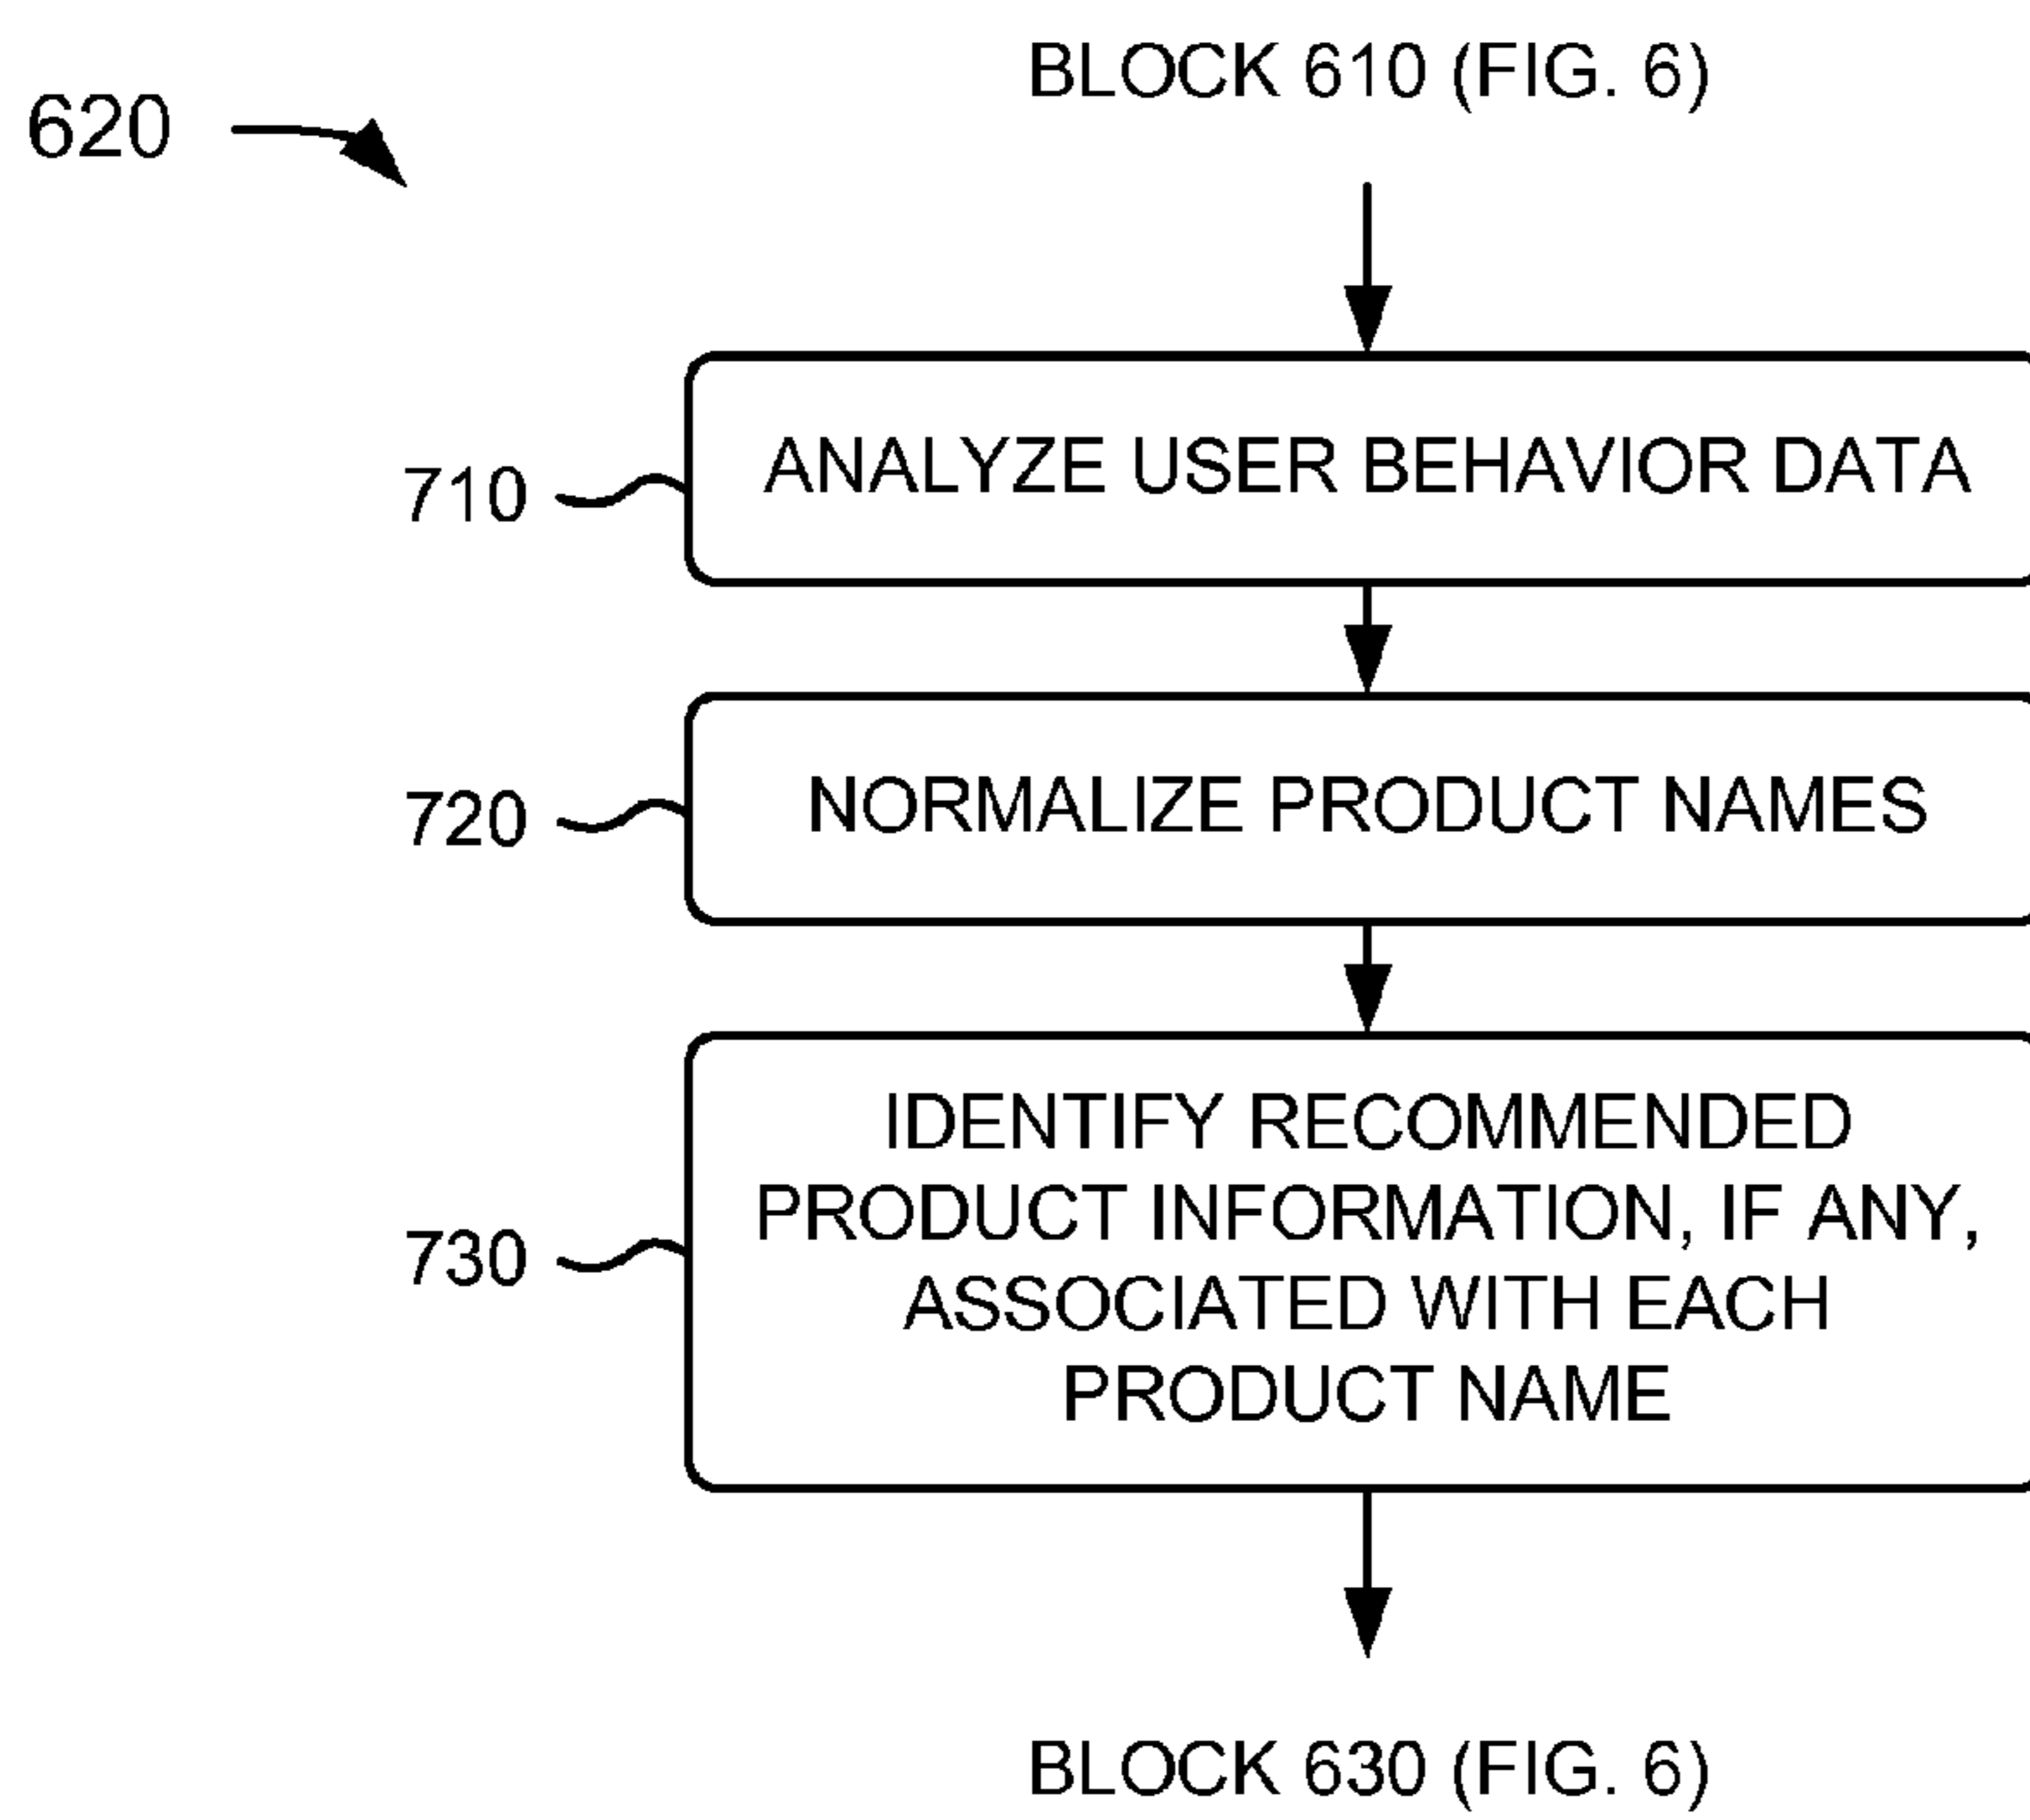 BLOCK 610 (FIG. 6)
620
710
ANALYZE USER BEHAVIOR DATA
720
NORMALIZE PRODUCT NAMES
730
IDENTIFY RECOMMENDED
PRODUCT INFORMATION, IF ANY,
ASSOCIATED WITH EACH
PRODUCT NAME
BLOCK 630 (FIG. 6)